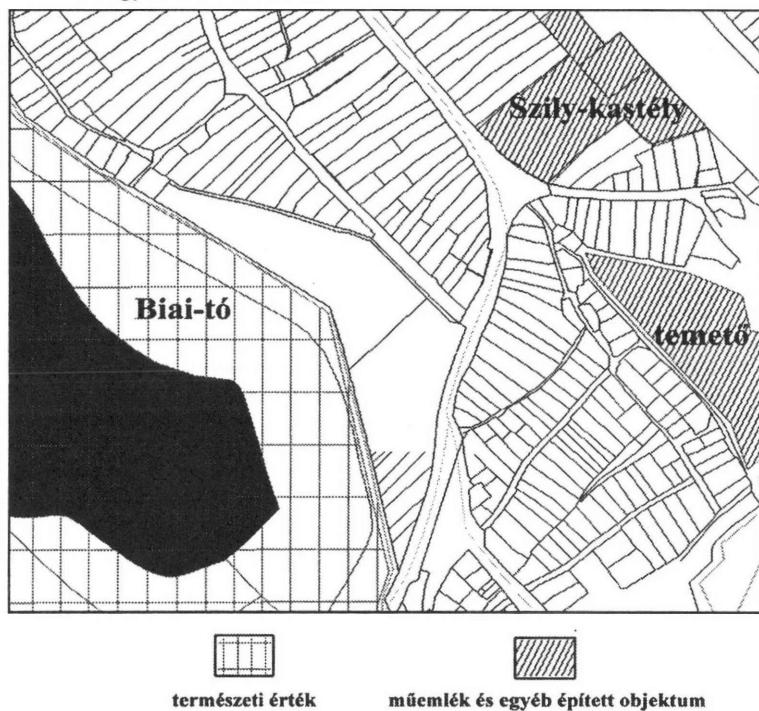 Szily-kastély
Biai-tó
temető
természeti érték
műemlék és egyéb épített objektum